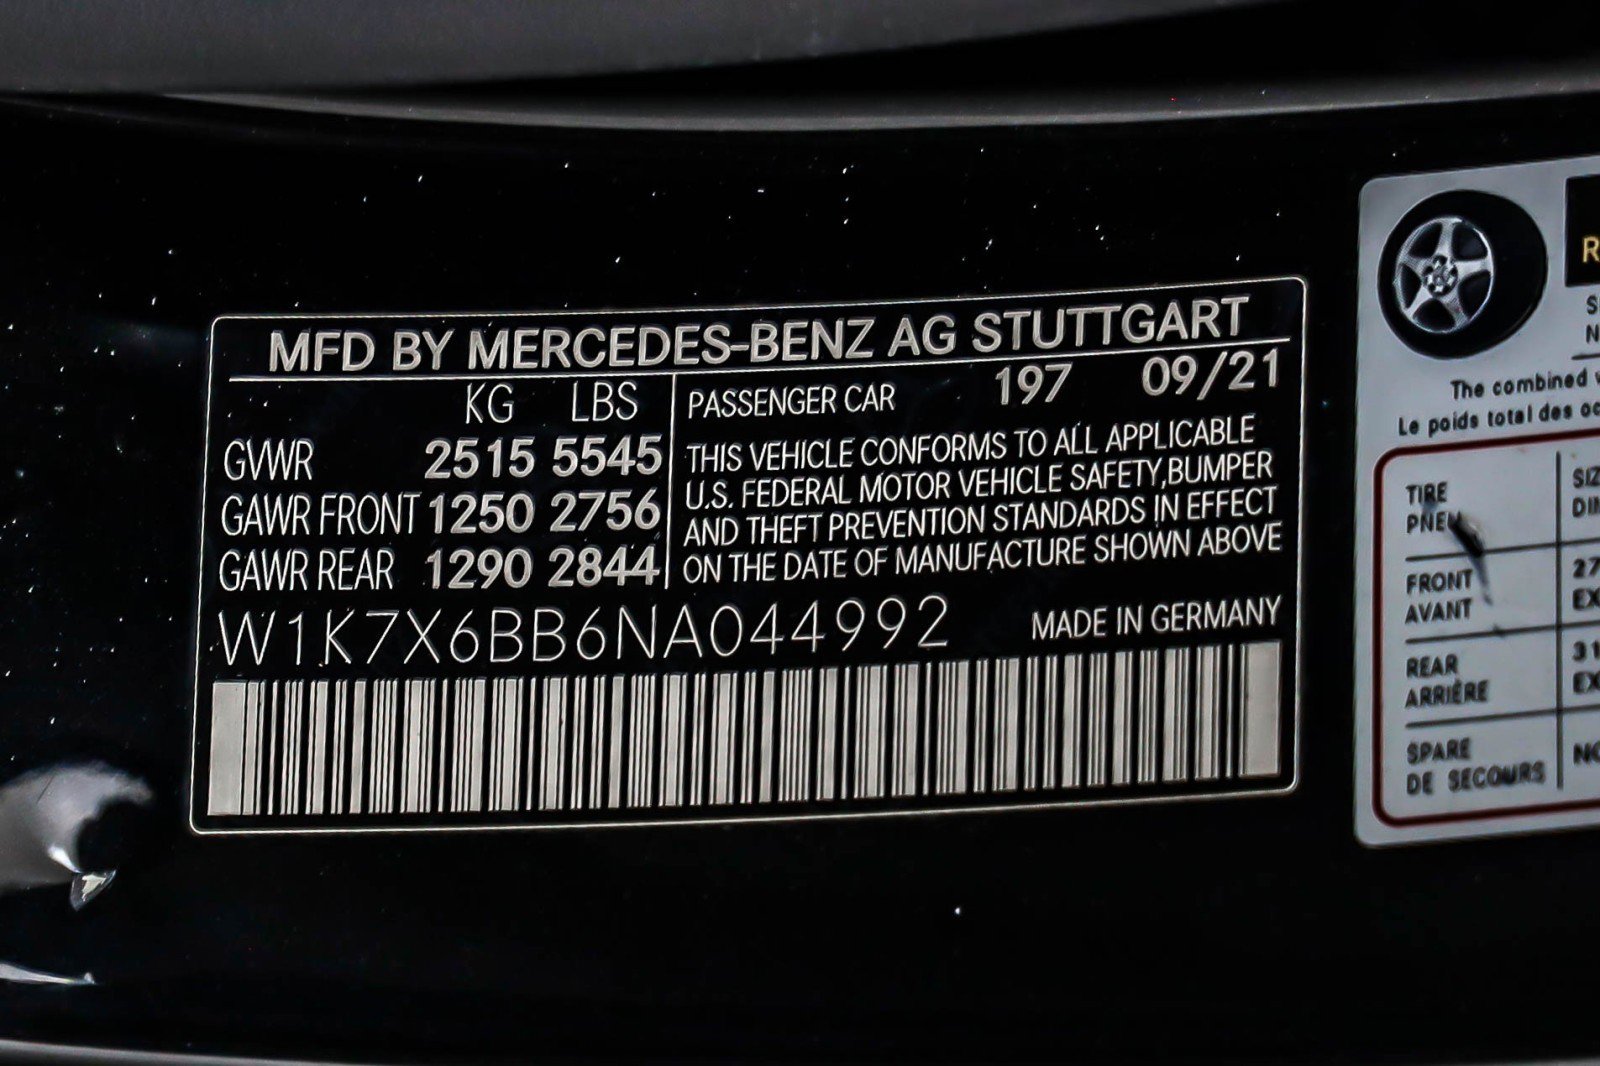 MFD BY MERCEDES-BENZ AG STUTTGART
KG LBS
GVWR 2515 5545
GAWR FRONT 1250 2756
GAWR REAR 1290 2844
PASSENGER CAR 197 09/21
THIS VEHICLE CONFORMS TO ALL APPLICABLE
U.S. FEDERAL MOTOR VEHICLE SAFETY,BUMPER
AND THEFT PREVENTION STANDARDS IN EFFECT
ON THE DATE OF MANUFACTURE SHOWN ABOVE
W1K7X6BB6NA044992 MADE IN GERMANY
The combined
Le poids total des
TIRE
PNEU
FRONT
AVANT
REAR
ARRIÈRE
SPARE
DE SECOURS